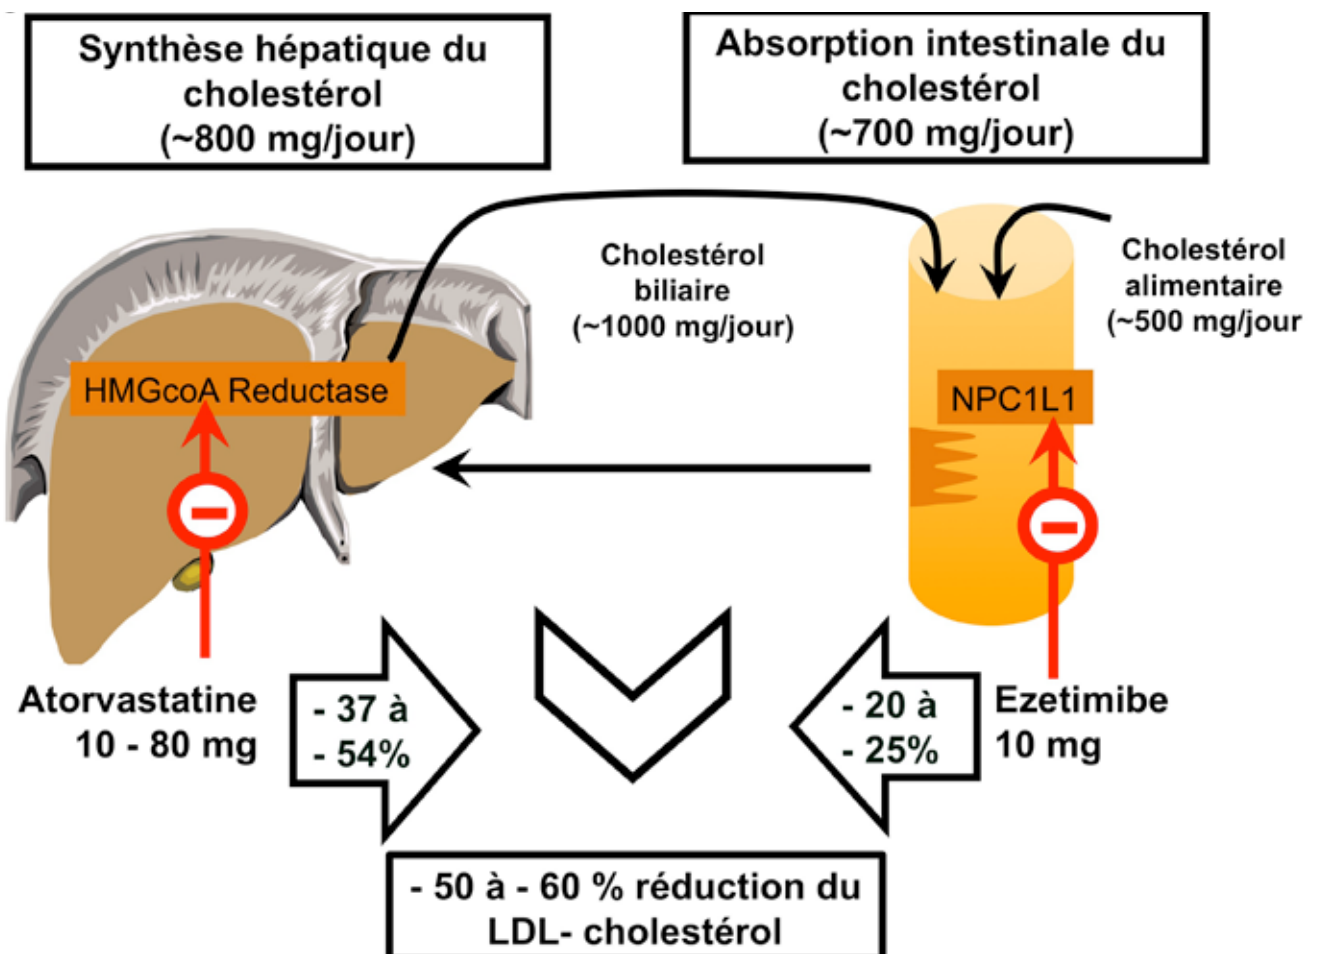 Synthèse hépatique du
cholestérol
(~800 mg/jour)
Absorption intestinale du
cholestérol
(~700 mg/jour)
Cholestérol
biliaire
(~1000 mg/jour)
Cholestérol
alimentaire
(~500 mg/jour
HMGcoA Reductase
NPC1L1
Atorvastatine
10 - 80 mg
- 37 à
- 54%
- 20 à
- 25%
Ezetimibe
10 mg
- 50 à - 60 % réduction du
LDL- cholestérol